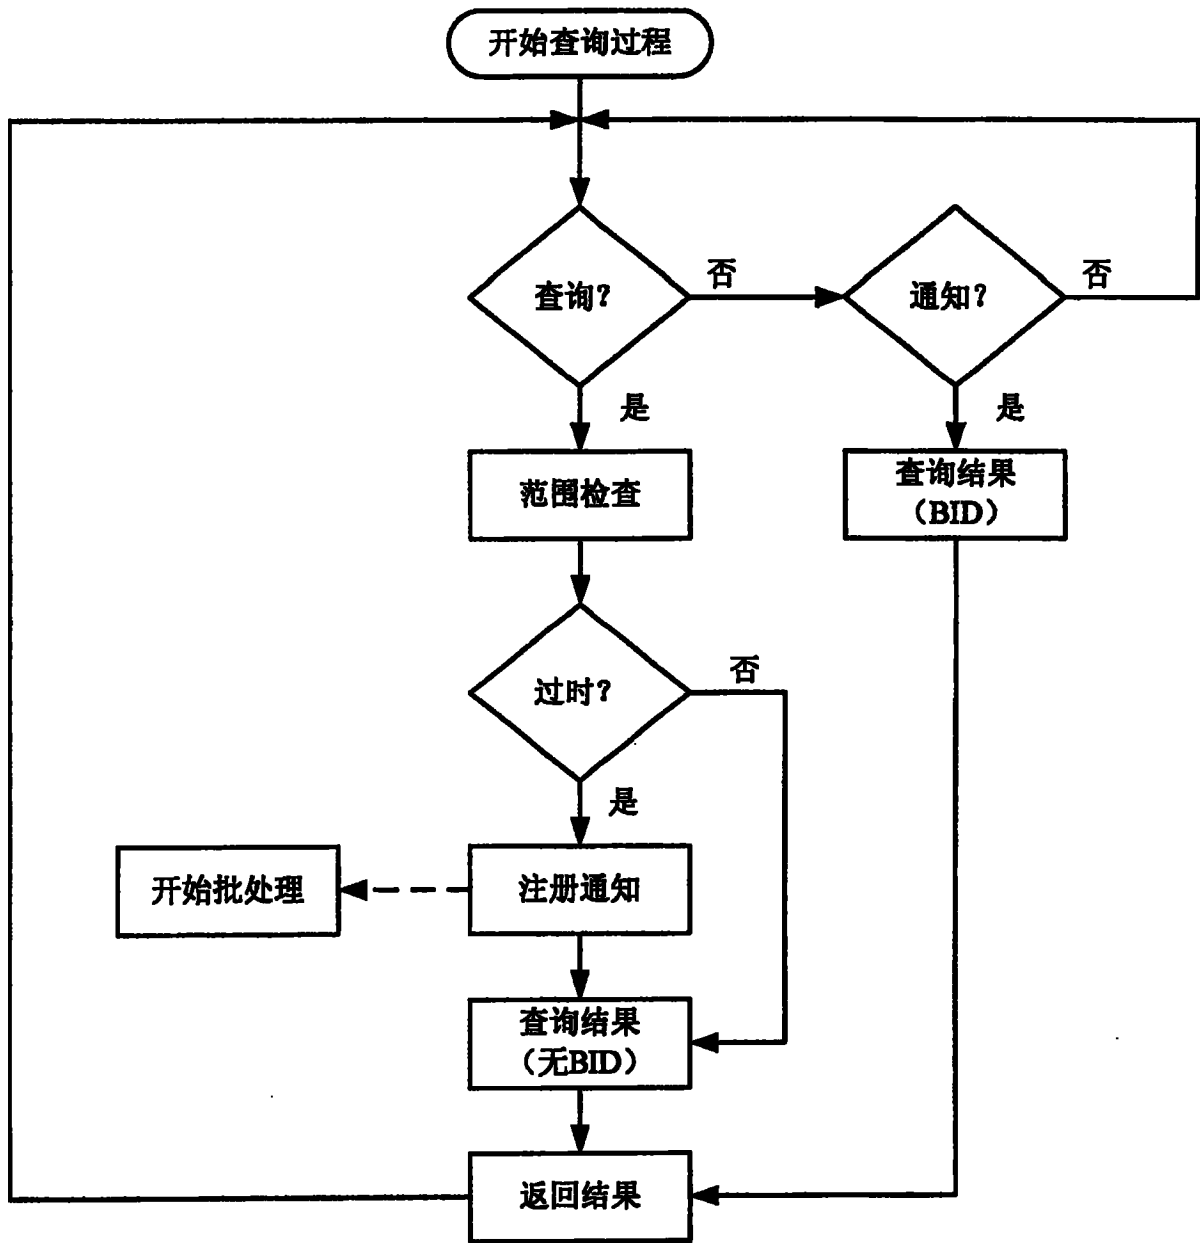 开始查询过程
查询？
否
通知？
否
是
是
范围检查
查询结果
（BID）
过时？
否
是
开始批处理
注册通知
查询结果
（无BID）
返回结果